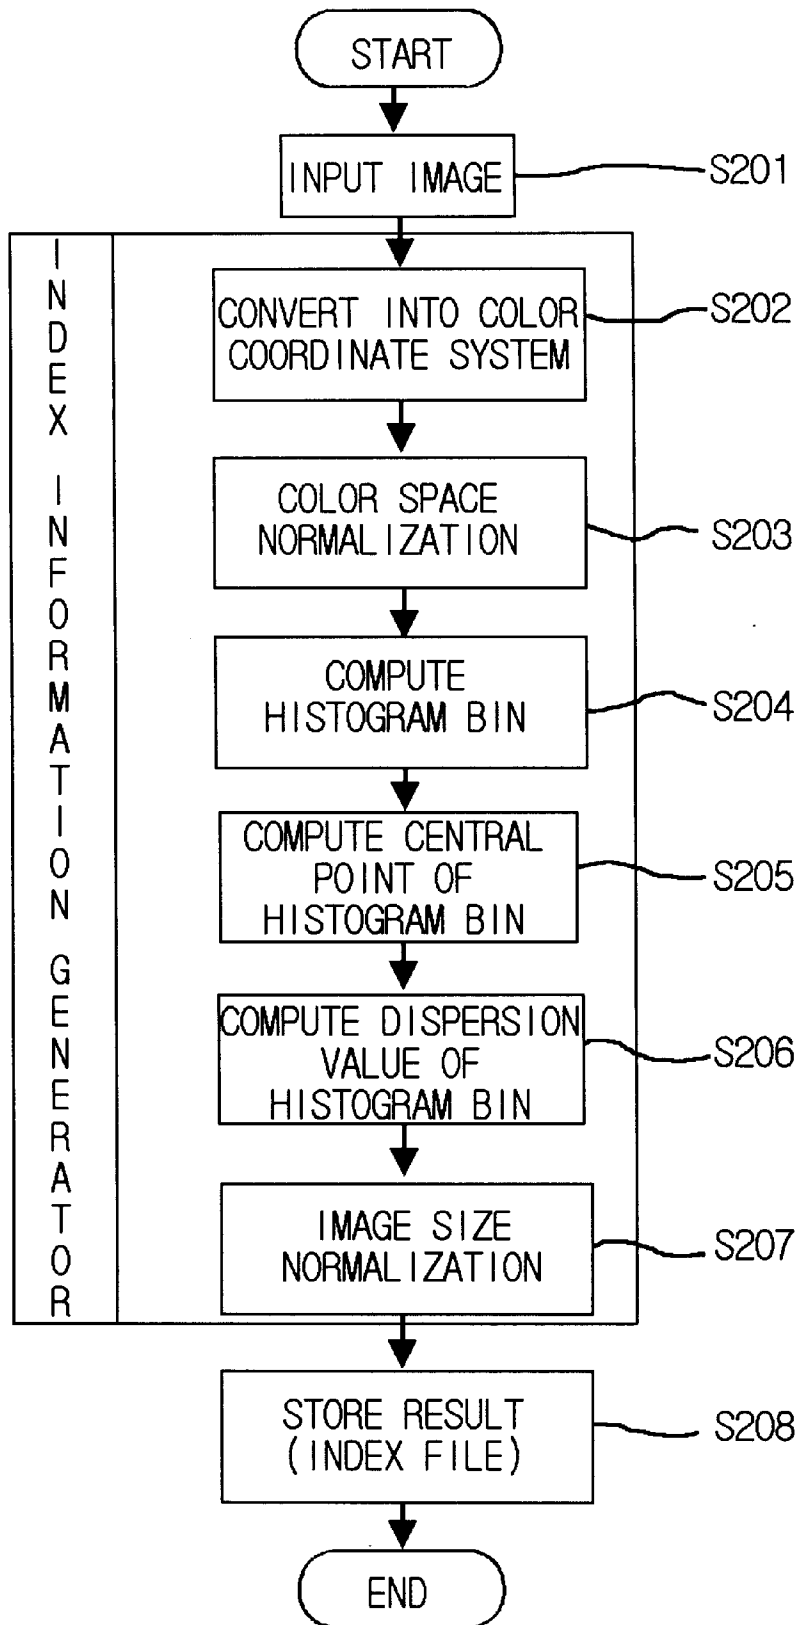 START
INPUT IMAGE
S201
INDEX INFORMATION GENERATOR
CONVERT INTO COLOR
COORDINATE SYSTEM
S202
COLOR SPACE
NORMALIZATION
S203
COMPUTE
HISTOGRAM BIN
S204
COMPUTE CENTRAL
POINT OF
HISTOGRAM BIN
S205
COMPUTE DISPERSION
VALUE OF
HISTOGRAM BIN
S206
IMAGE SIZE
NORMALIZATION
S207
STORE RESULT
(INDEX FILE)
S208
END